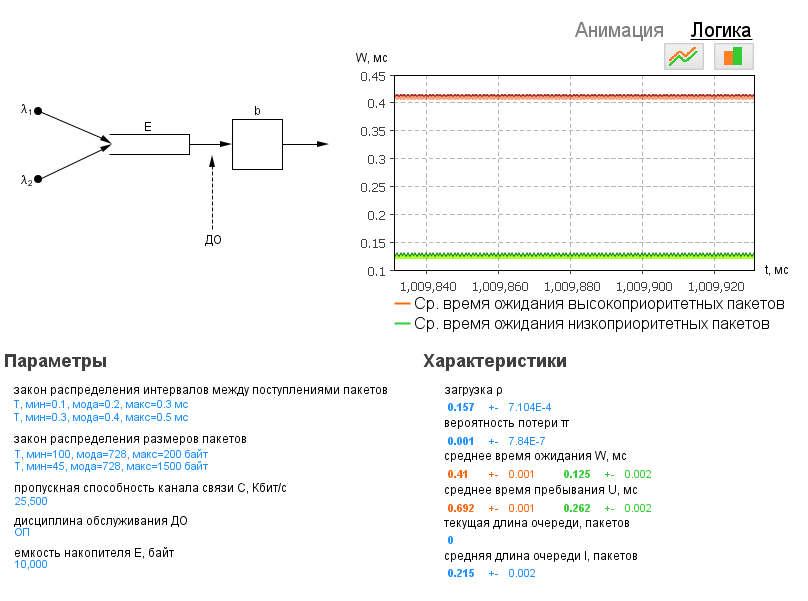 Анимация Логика
W, мс
0.45
0.4
0.35
0.3
0.25
0.2
0.15
0.1
t, мс
1,009,840 1,009,860 1,009,880 1,009,900 1,009,920
Ср. время ожидания высокоприоритетных пакетов
Ср. время ожидания низкоприоритетных пакетов
λ1
λ2
E
b
ДО
Параметры
закон распределения интервалов между поступлениями пакетов
T, мин=0.1, мода=0.2, макс=0.3 мс
T, мин=0.3, мода=0.4, макс=0.5 мс
закон распределения размеров пакетов
T, мин=100, мода=728, макс=200 байт
T, мин=45, мода=728, макс=1500 байт
пропускная способность канала связи С, Кбит/с
25,500
дисциплина обслуживания ДО
ОП
емкость накопителя E, байт
10,000
Характеристики
загрузка ρ
0.157 +- 7.104E-4
вероятность потери π
0.001 +- 7.84E-7
среднее время ожидания W, мс
0.41 +- 0.001 0.125 +- 0.002
среднее время пребывания U, мс
0.692 +- 0.001 0.262 +- 0.002
текущая длина очереди, пакетов
0
средняя длина очереди l, пакетов
0.215 +- 0.002